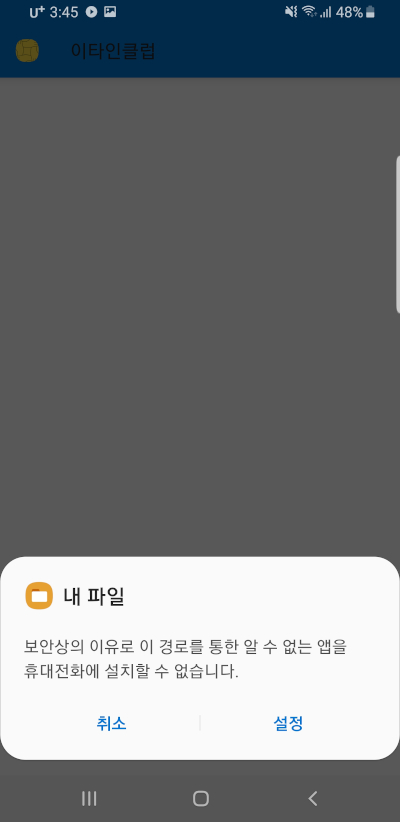 U+ 3:45 48%
이타인클럽
내 파일
보안상의 이유로 이 경로를 통한 알 수 없는 앱을
휴대전화에 설치할 수 없습니다.
취소 설정